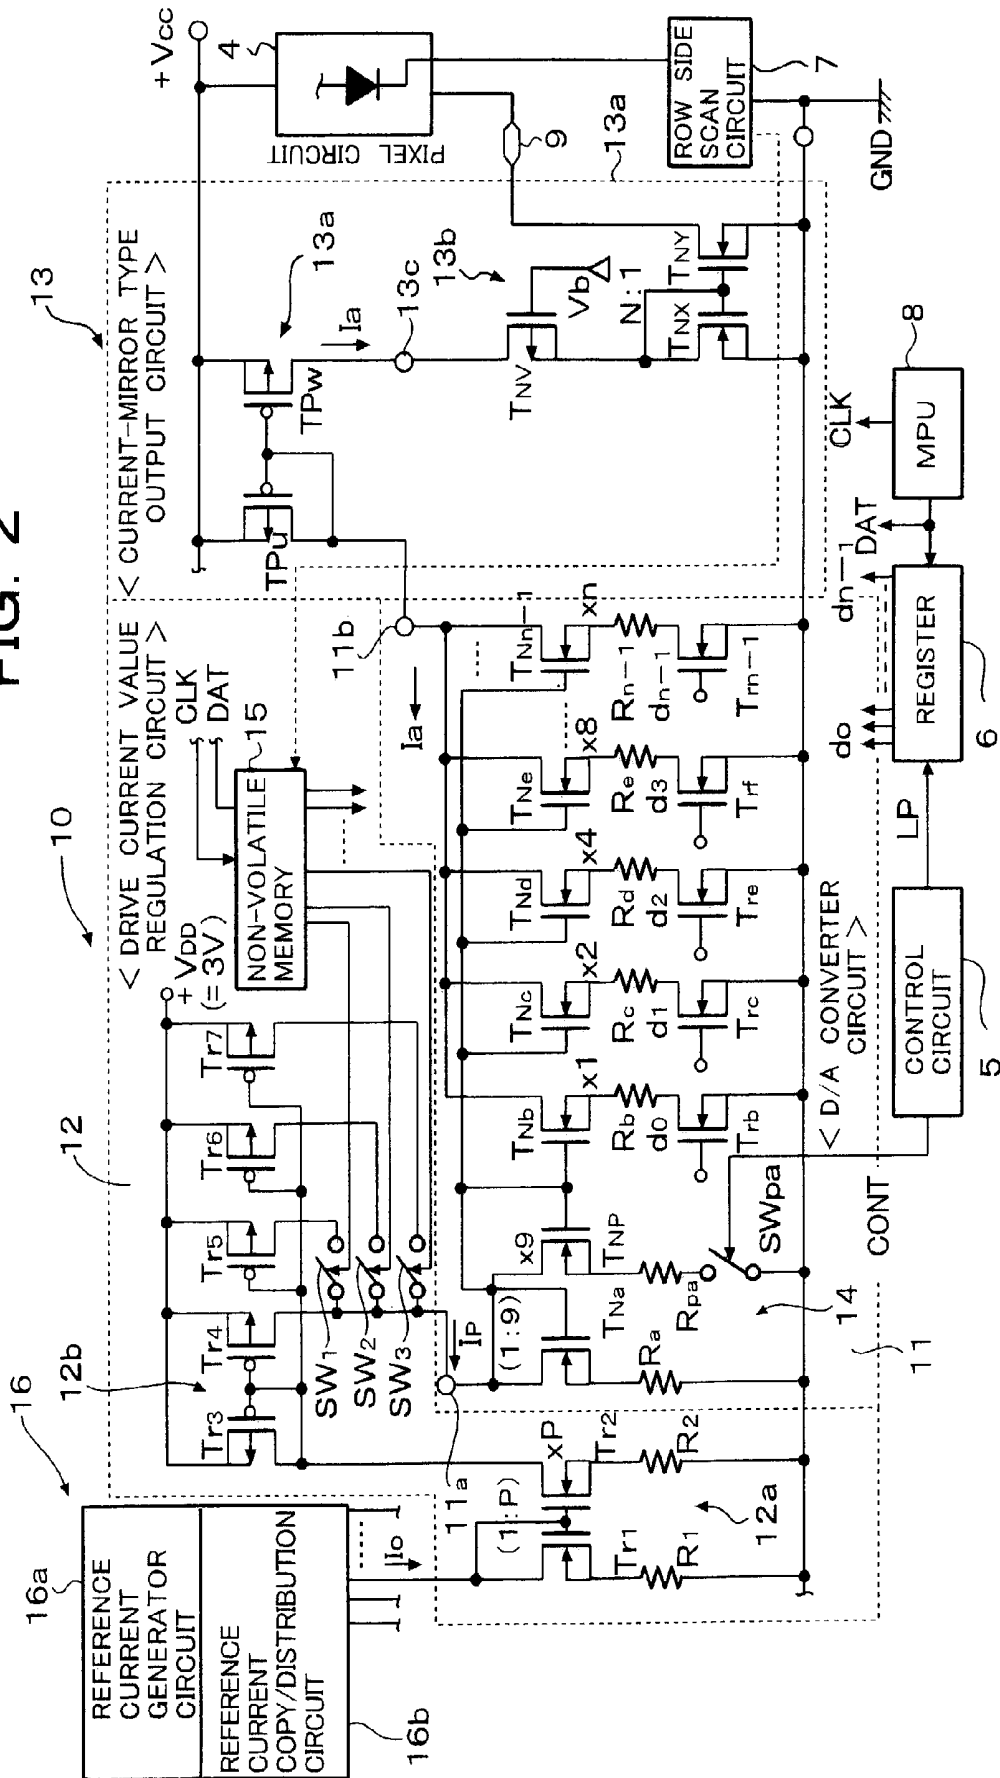 FIG. 2
16a
REFERENCE
CURRENT
GENERATOR
CIRCUIT
REFERENCE
CURRENT
COPY/DISTRIBUTION
CIRCUIT
16b
16
Io
10
< DRIVE CURRENT VALUE
REGULATION CIRCUIT >
12
12b
+VDD
(=3V)
Tr3
Tr4
Tr5
Tr6
Tr7
CLK
DAT
15
NON-VOLATILE
MEMORY
SW1
SW2
SW3
13
< CURRENT-MIRROR TYPE
OUTPUT CIRCUIT >
TPu
TPw
13a
Ia
13c
13b
TNV
Vb
N:1
TNX
TNY
13a
+Vcc
4
PIXEL CIRCUIT
9
ROW SIDE
SCAN
CIRCUIT
7
GND
11a
IP
11b
Ia
(1:P)
xP
Tr1
Tr2
R1
R2
12a
(1:9)
x9
TNa
TNP
Ra
Rpa
SWpa
14
11
TNb
x1
Rb
d0
Trb
TNc
x2
Rc
d1
Trc
TNd
x4
Rd
d2
Tre
TNe
x8
Re
d3
Trf
TNn-1
xn
Rn-1
dn-1
Trn-1
< D/A CONVERTER
CIRCUIT >
CONT
CONTROL
CIRCUIT
5
LP
REGISTER
6
do
dn-1
DAT
CLK
MPU
8